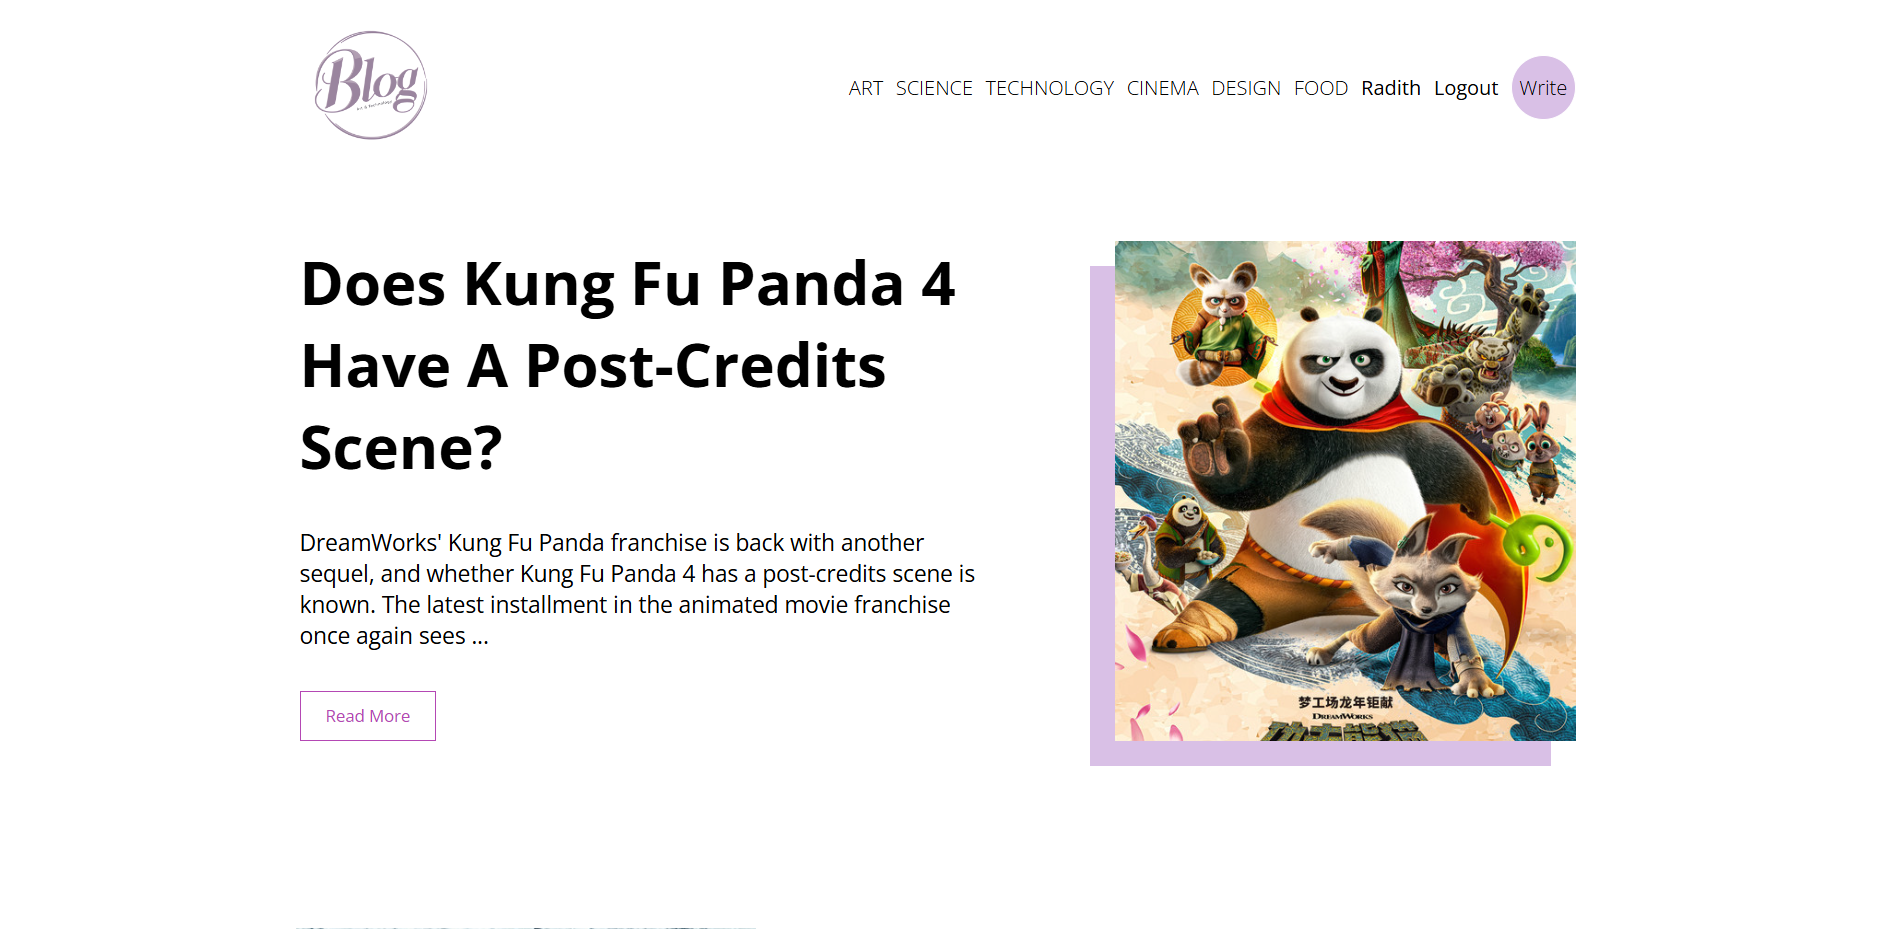 Blog
Art & Technology
ART SCIENCE TECHNOLOGY CINEMA DESIGN FOOD Radith Logout Write
Does Kung Fu Panda 4
Have A Post-Credits
Scene?
DreamWorks' Kung Fu Panda franchise is back with another
sequel, and whether Kung Fu Panda 4 has a post-credits scene is
known. The latest installment in the animated movie franchise
once again sees ...
Read More
梦工场龙年钜献
DREAMWORKS